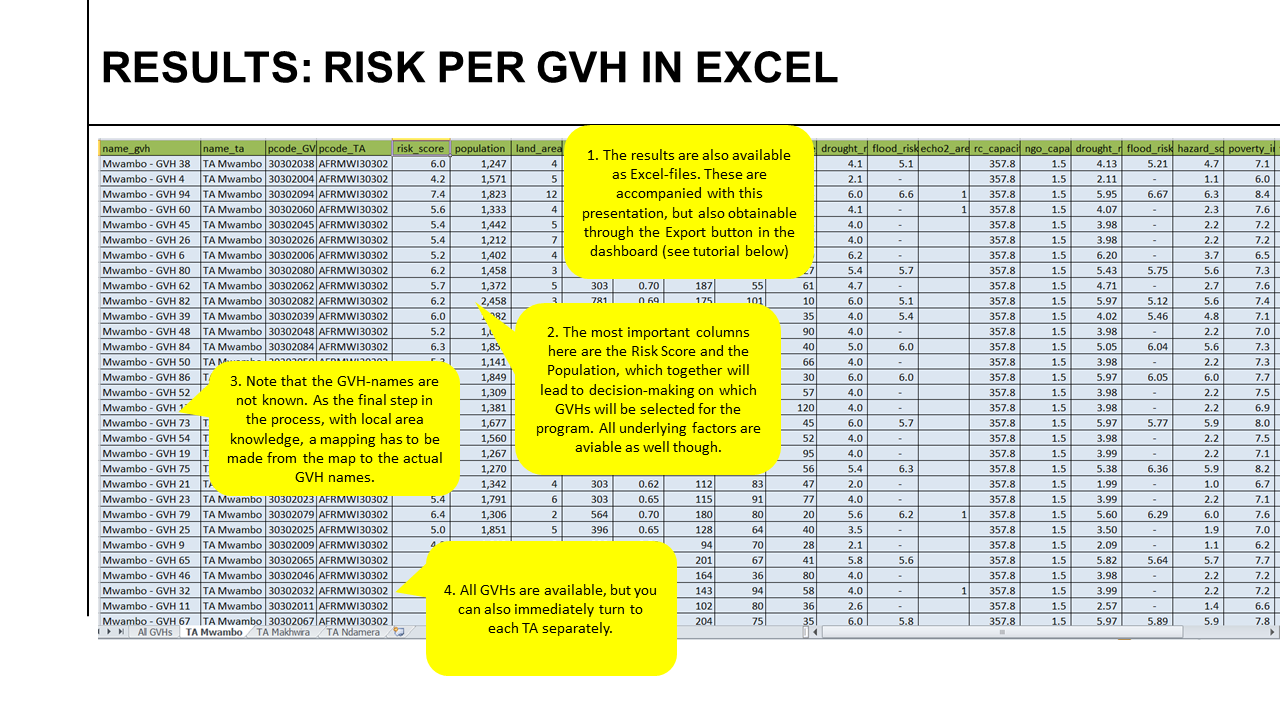 RESULTS: RISK PER GVH IN EXCEL
name_gvh name_ta pcode_GV pcode_TA risk_score population land_area drought_r flood_risk echo2_are rc_capaci ngo_capa drought_r flood_risk hazard_sc poverty_i
Mwambo - GVH 38 TA Mwambo 30302038 AFRMWI30302 6.0 1,247 4 4.1 5.1 357.8 1.5 4.13 5.21 4.7 7.1
Mwambo - GVH 4 TA Mwambo 30302004 AFRMWI30302 4.2 1,571 5 2.1 - 357.8 1.5 2.11 - 1.1 6.0
Mwambo - GVH 94 TA Mwambo 30302094 AFRMWI30302 7.4 1,823 12 6.0 6.6 1 357.8 1.5 5.95 6.67 6.3 8.4
Mwambo - GVH 60 TA Mwambo 30302060 AFRMWI30302 5.6 1,333 4 4.1 - 1 357.8 1.5 4.07 - 2.3 7.6
Mwambo - GVH 45 TA Mwambo 30302045 AFRMWI30302 5.4 1,442 5 4.0 - 357.8 1.5 3.98 - 2.2 7.2
Mwambo - GVH 26 TA Mwambo 30302026 AFRMWI30302 5.4 1,212 7 4.0 - 357.8 1.5 3.98 - 2.2 7.2
Mwambo - GVH 6 TA Mwambo 30302006 AFRMWI30302 5.2 1,402 4 6.2 - 357.8 1.5 6.20 - 3.7 6.5
Mwambo - GVH 80 TA Mwambo 30302080 AFRMWI30302 6.2 1,458 3 5.4 5.7 357.8 1.5 5.43 5.75 5.6 7.3
Mwambo - GVH 62 TA Mwambo 30302062 AFRMWI30302 5.7 1,372 5 303 0.70 187 55 61 4.7 - 357.8 1.5 4.71 - 2.7 7.6
Mwambo - GVH 82 TA Mwambo 30302082 AFRMWI30302 6.2 2,458 3 781 0.69 175 101 10 6.0 5.1 357.8 1.5 5.97 5.12 5.6 7.4
Mwambo - GVH 39 TA Mwambo 30302039 AFRMWI30302 6.0 35 4.0 5.4 357.8 1.5 4.02 5.46 4.8 7.1
Mwambo - GVH 48 TA Mwambo 30302048 AFRMWI30302 5.2 90 4.0 - 357.8 1.5 3.98 - 2.2 7.0
Mwambo - GVH 84 TA Mwambo 30302084 AFRMWI30302 6.3 40 5.0 6.0 357.8 1.5 5.05 6.04 5.6 7.3
Mwambo - GVH 50 TA Mwambo AFRMWI30302 1,141 66 4.0 - 357.8 1.5 3.98 - 2.2 7.3
Mwambo - GVH 86 1,849 30 6.0 6.0 357.8 1.5 5.97 6.05 6.0 7.7
Mwambo - GVH 52 1,309 57 4.0 - 357.8 1.5 3.98 - 2.2 7.5
Mwambo - GVH 1,381 120 4.0 - 357.8 1.5 3.98 - 2.2 6.9
Mwambo - GVH 73 1,677 45 6.0 5.7 357.8 1.5 5.97 5.77 5.9 8.0
Mwambo - GVH 54 1,560 52 4.0 - 357.8 1.5 3.98 - 2.2 7.5
Mwambo - GVH 19 1,267 95 4.0 - 357.8 1.5 3.99 - 2.2 7.1
Mwambo - GVH 75 1,270 56 5.4 6.3 357.8 1.5 5.38 6.36 5.9 8.2
Mwambo - GVH 21 1,342 4 303 0.62 112 83 47 2.0 - 357.8 1.5 1.99 - 1.0 6.7
Mwambo - GVH 23 TA Mwambo 30302023 AFRMWI30302 5.4 1,791 6 303 0.65 115 91 77 4.0 - 357.8 1.5 3.99 - 2.2 7.1
Mwambo - GVH 79 TA Mwambo 30302079 AFRMWI30302 6.4 1,306 2 564 0.70 180 80 20 5.6 6.2 1 357.8 1.5 5.60 6.29 6.0 7.6
Mwambo - GVH 25 TA Mwambo 30302025 AFRMWI30302 5.0 1,851 5 396 0.65 128 64 40 3.5 - 357.8 1.5 3.50 - 1.9 7.0
Mwambo - GVH 9 TA Mwambo 30302009 AFRMWI30302 94 70 28 2.1 - 357.8 1.5 2.09 - 1.1 6.2
Mwambo - GVH 65 TA Mwambo 30302065 AFRMWI30302 201 67 41 5.8 5.6 357.8 1.5 5.82 5.64 5.7 7.7
Mwambo - GVH 46 TA Mwambo 30302046 AFRMWI30302 164 36 80 4.0 - 357.8 1.5 3.98 - 2.2 7.2
Mwambo - GVH 32 TA Mwambo 30302032 AFRMWI30302 143 94 58 4.0 - 1 357.8 1.5 3.99 - 2.2 7.2
Mwambo - GVH 11 TA Mwambo 30302011 AFRMWI30302 102 80 36 2.6 - 357.8 1.5 2.57 - 1.4 6.6
Mwambo - GVH 67 TA Mwambo 30302067 AFRMWI30302 204 75 35 6.0 5.8 357.8 1.5 5.97 5.89 5.9 7.8
All GVHs TA Mwambo TA Makhwira TA Ndamera
1. The results are also available
as Excel-files. These are
accompanied with this
presentation, but also obtainable
through the Export button in the
dashboard (see tutorial below)
2. The most important columns
here are the Risk Score and the
Population, which together will
lead to decision-making on which
GVHs will be selected for the
program. All underlying factors are
aviable as well though.
3. Note that the GVH-names are
not known. As the final step in
the process, with local area
knowledge, a mapping has to be
made from the map to the actual
GVH names.
4. All GVHs are available, but you
can also immediately turn to
each TA separately.